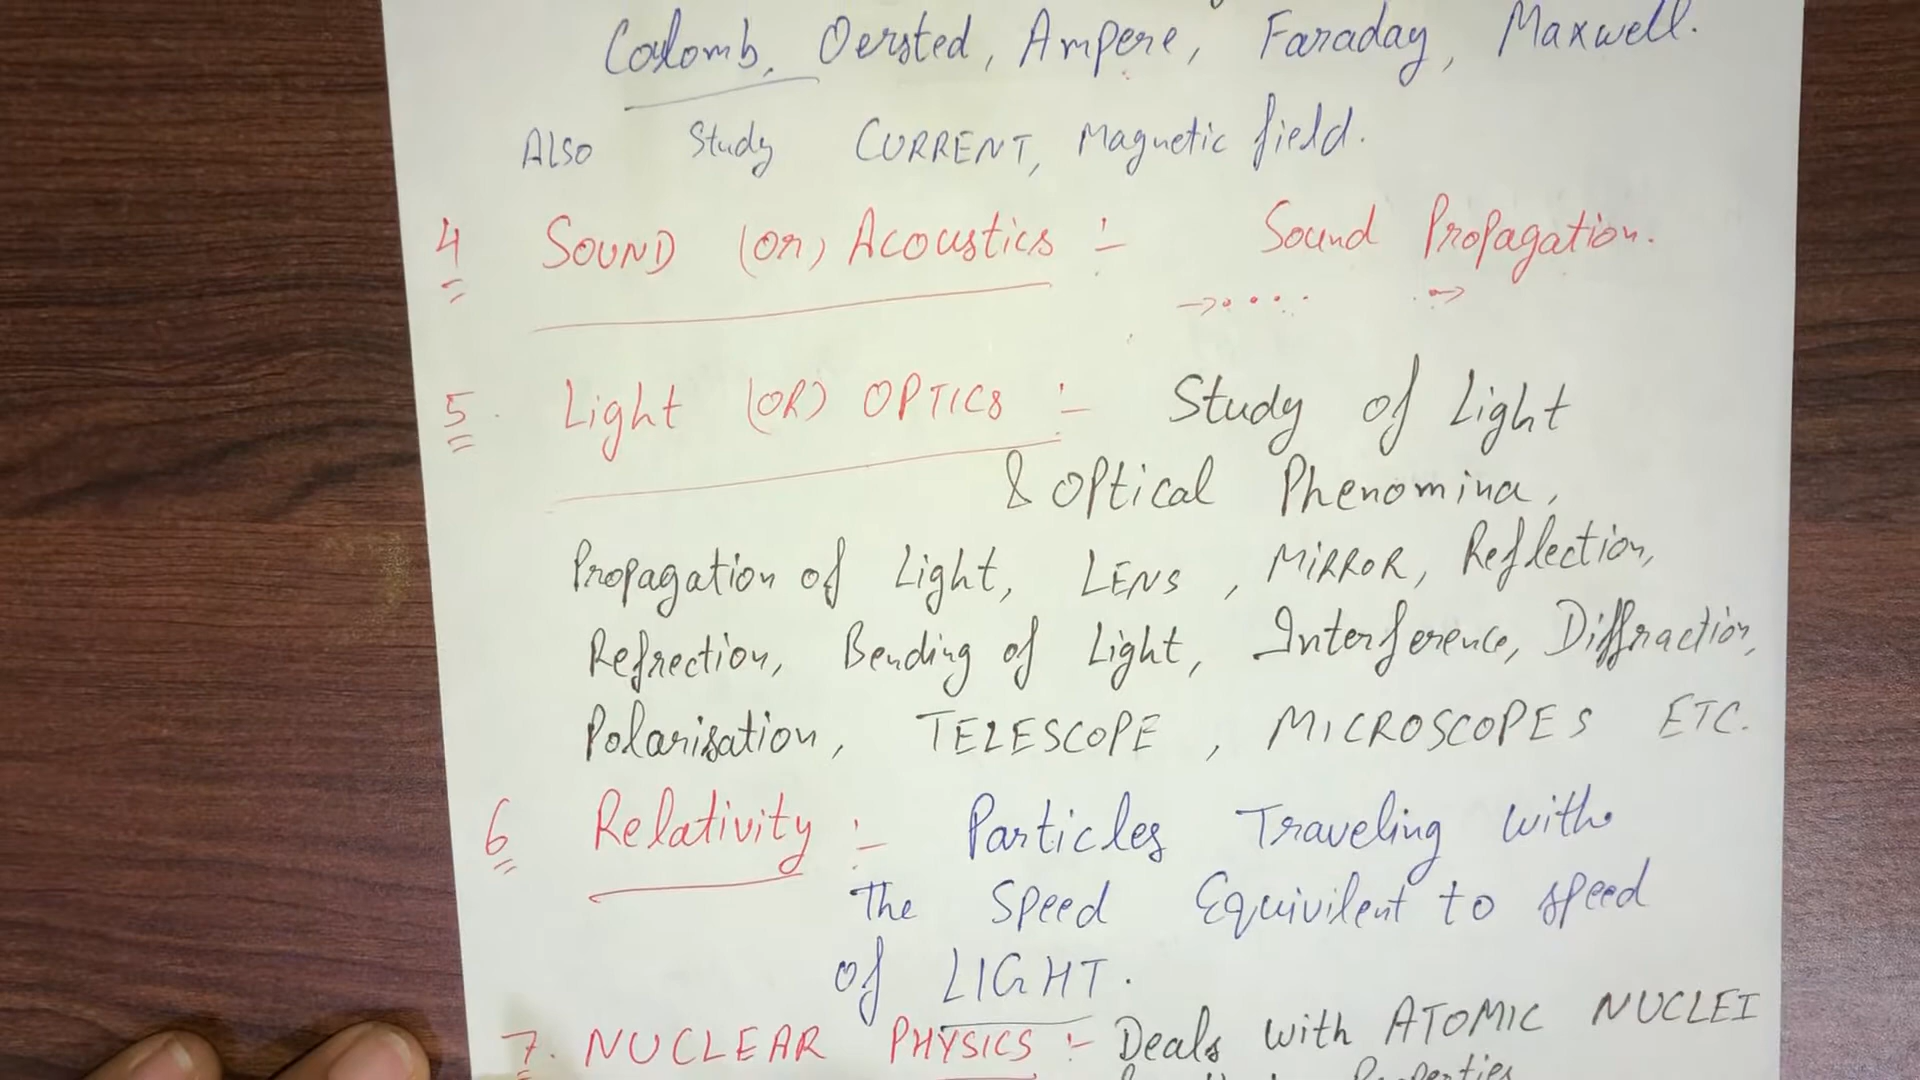 Coulomb, Oersted, Ampere, Faraday, Maxwell.
Also Study CURRENT, Magnetic field.
4 SOUND (or) Acoustics :- Sound Propagation.
5. Light (OR) OPTICS :- Study of Light
& Optical Phenomina,
Propagation of Light, LENS, MIRROR, Reflection,
Refrection, Bending of Light, Interference, Diffraction,
Polarisation, TELESCOPE, MICROSCOPES ETC.
6 Relativity :- Particles Traveling with
The Speed Equivilent to speed
of LIGHT.
7. NUCLEAR PHYSICS :- Deals with ATOMIC NUCLEI
Properties